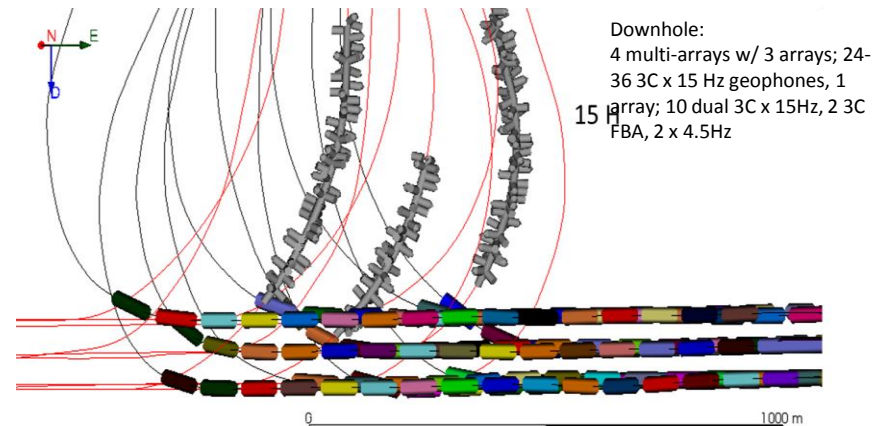 N
E
D
Downhole:
4 multi-arrays w/ 3 arrays; 24-
36 3C x 15 Hz geophones, 1
array; 10 dual 3C x 15Hz, 2 3C
FBA, 2 x 4.5Hz
15 H
0
1000 m